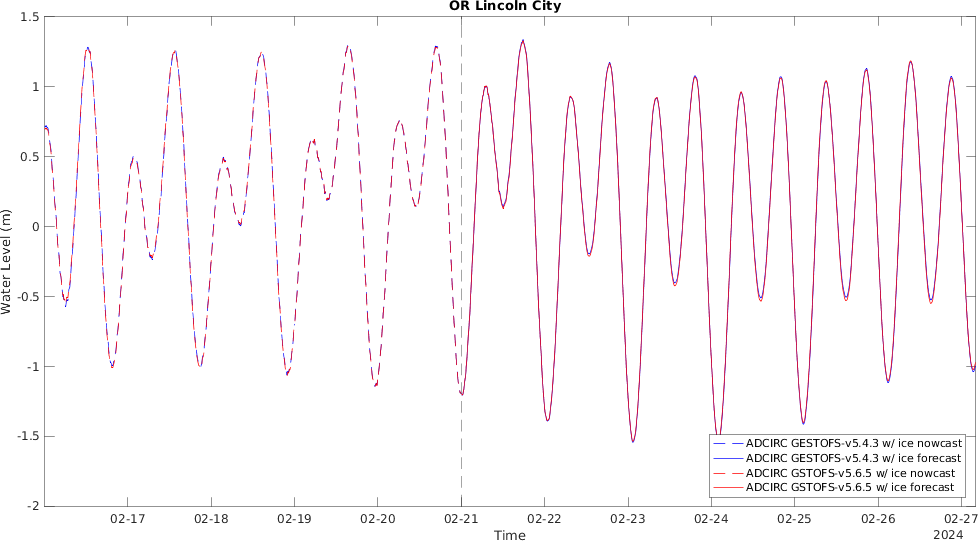 OR Lincoln City
1.5
1
0.5
0
-0.5
-1
-1.5
-2
Water Level (m)
ADCIRC GESTOFS-v5.4.3 w/ ice nowcast
ADCIRC GESTOFS-v5.4.3 w/ ice forecast
ADCIRC GSTOFS-v5.6.5 w/ ice nowcast
ADCIRC GSTOFS-v5.6.5 w/ ice forecast
02-17 02-18 02-19 02-20 02-21 02-22 02-23 02-24 02-25 02-26 02-27
Time
2024